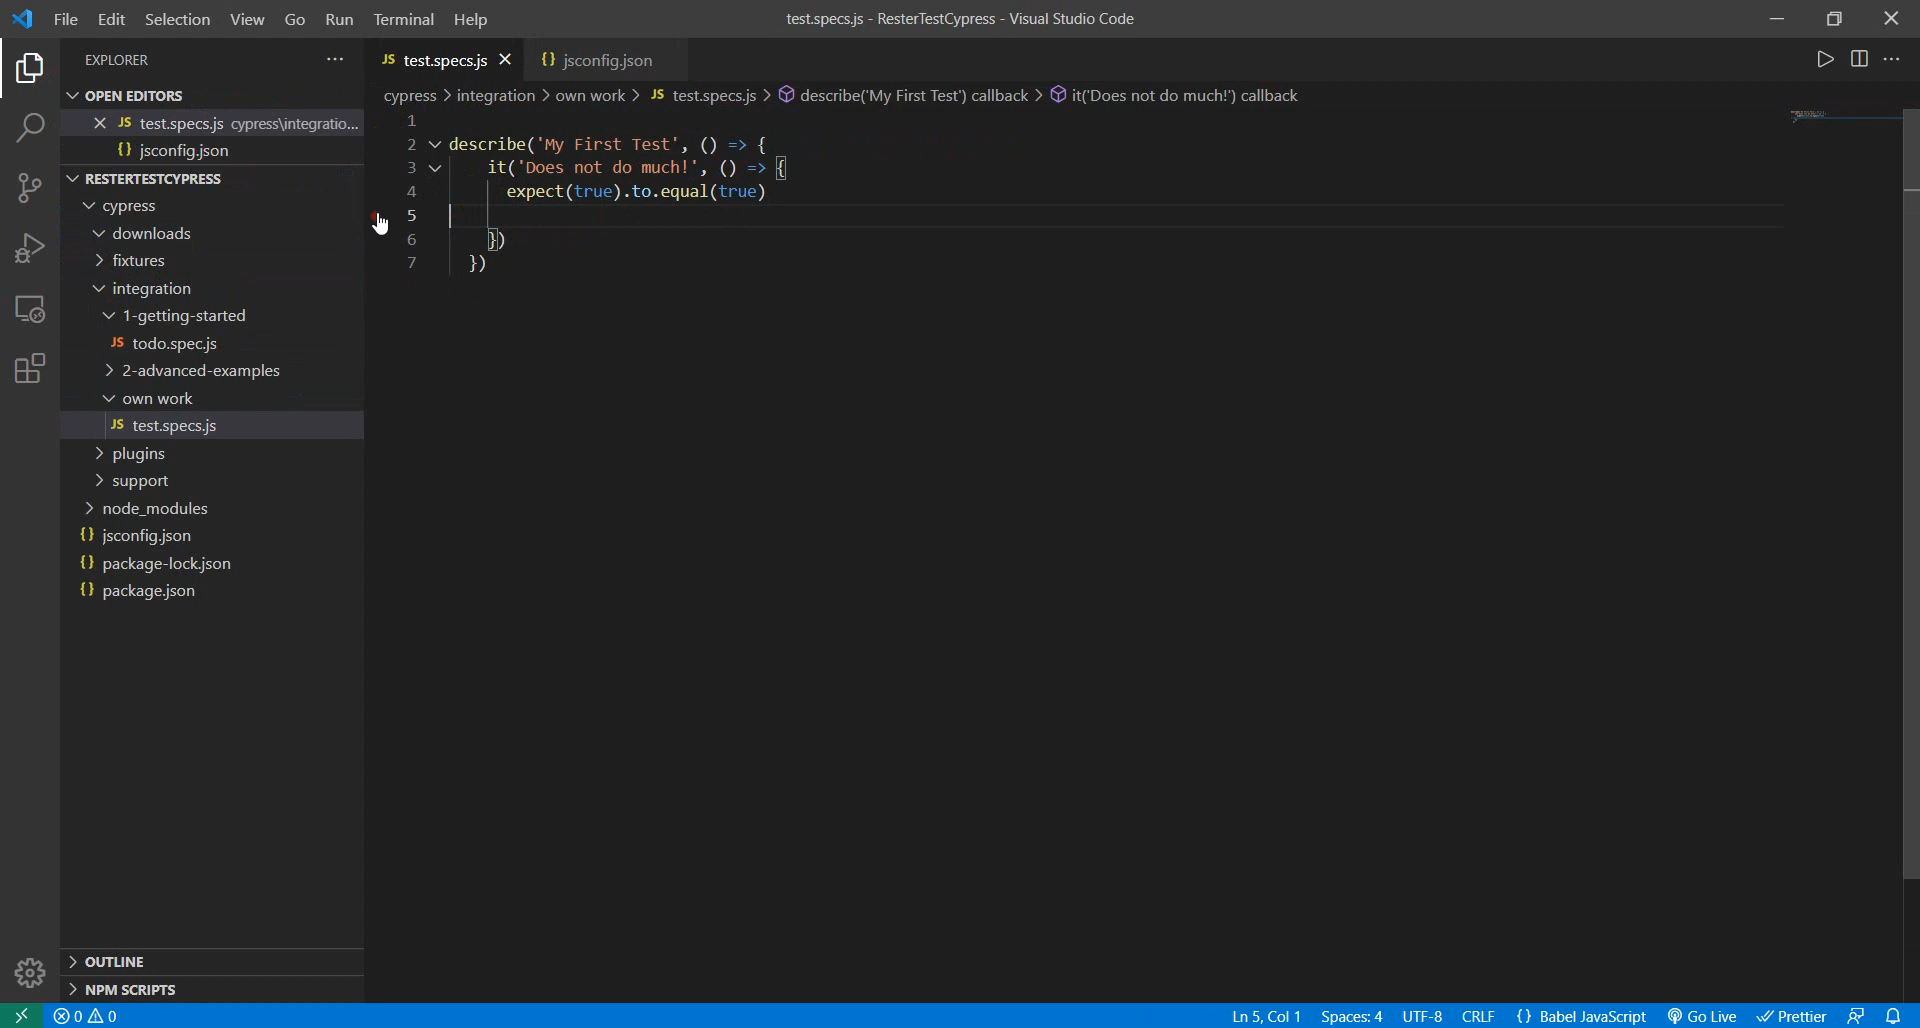 File Edit Selection View Go Run Terminal Help
test.specs.js - ResterTestCypress - Visual Studio Code
EXPLORER
OPEN EDITORS
JS test.specs.js cypress\integratio...
{} jsconfig.json
RESTERTESTCYPRESS
cypress
downloads
fixtures
integration
1-getting-started
JS todo.spec.js
2-advanced-examples
own work
JS test.specs.js
plugins
support
node_modules
{} jsconfig.json
{} package-lock.json
{} package.json
OUTLINE
NPM SCRIPTS
JS test.specs.js
{} jsconfig.json
cypress > integration > own work > JS test.specs.js > describe('My First Test') callback > it('Does not do much!') callback
1
2 describe('My First Test', () => {
3 it('Does not do much!', () => {
4 expect(true).to.equal(true)
5
6 })
7 })
0 0
Ln 5, Col 1 Spaces: 4 UTF-8 CRLF {} Babel JavaScript Go Live Prettier